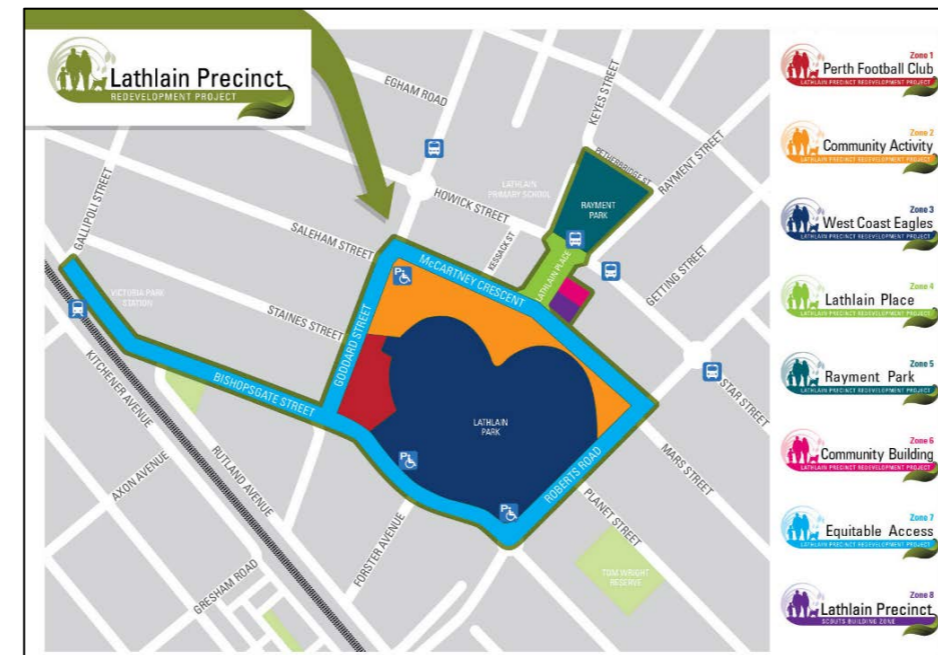 Lathlain Precinct
REDEVELOPMENT PROJECT
EGHAM ROAD
KEYES STREET
PETHERBRIDGE ST
RAYMENT STREET
LATHLAIN
PRIMARY SCHOOL
HOWICK STREET
RAYMENT
PARK
GALLIPOLI STREET
SALEHAM STREET
KESSACK ST
McCARTNEY CRESCENT
LATHLAIN PLACE
GETTING STREET
VICTORIA PARK
STATION
STAINES STREET
GODDARD STREET
KITCHENER AVENUE
BISHOPSGATE STREET
STAR STREET
LATHLAIN
PARK
MARS STREET
ROBERTS ROAD
AXON AVENUE
RUTLAND AVENUE
PLANET STREET
FORSTER AVENUE
GRESHAM ROAD
TOM WRIGHT
RESERVE
P
P
P
Zone 1
Perth Football Club
LATHLAIN PRECINCT REDEVELOPMENT PROJECT
Zone 2
Community Activity
LATHLAIN PRECINCT REDEVELOPMENT PROJECT
Zone 3
West Coast Eagles
LATHLAIN PRECINCT REDEVELOPMENT PROJECT
Zone 4
Lathlain Place
LATHLAIN PRECINCT REDEVELOPMENT PROJECT
Zone 5
Rayment Park
LATHLAIN PRECINCT REDEVELOPMENT PROJECT
Zone 6
Community Building
LATHLAIN PRECINCT REDEVELOPMENT PROJECT
Zone 7
Equitable Access
LATHLAIN PRECINCT REDEVELOPMENT PROJECT
Zone 8
Lathlain Precinct
SCOUTS BUILDING ZONE